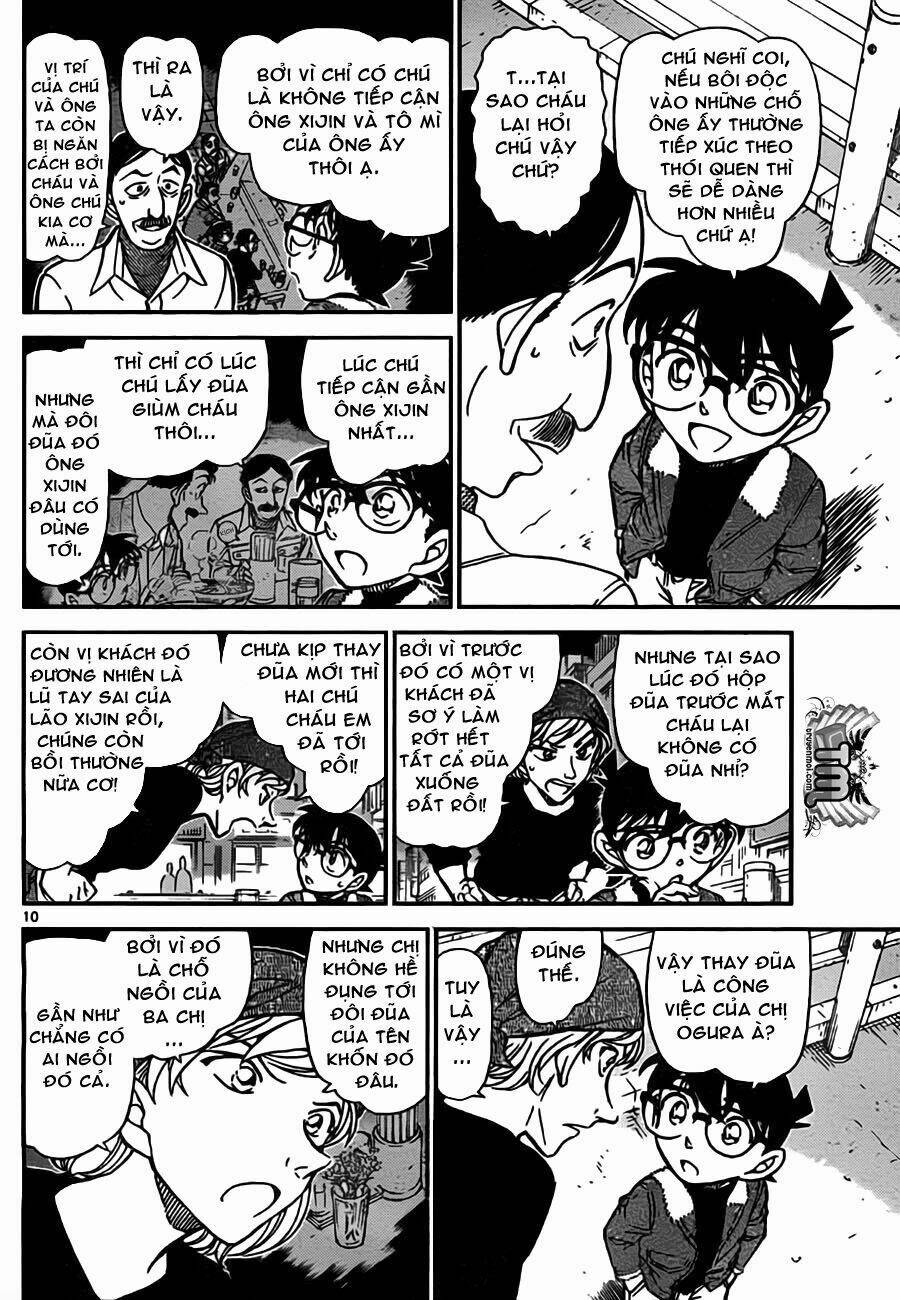 CHÚ NGHĨ COI,
NẾU BÔI ĐỘC
VÀO NHỮNG CHỖ
ÔNG ẤY THƯỜNG
TIẾP XÚC THEO
THÓI QUEN THÌ
SẼ DỄ DÀNG
HƠN NHIỀU
CHỨ Ạ!
T...TẠI
SAO CHÁU
LẠI HỎI
CHÚ VẬY
CHỨ?
BỞI VÌ CHỈ CÓ CHÚ
LÀ KHÔNG TIẾP CẬN
ÔNG XIJIN VÀ TÔ MÌ
CỦA ÔNG ẤY
THÔI Ạ.
THÌ RA
LÀ
VẬY.
VỊ TRÍ
CỦA CHÚ
VÀ ÔNG
TA CÒN
BỊ NGĂN
CÁCH BỞI
CHÁU VÀ
ÔNG CHÚ
KIA CƠ
MÀ...
LÚC CHÚ
TIẾP CẬN GẦN
ÔNG XIJIN
NHẤT...
THÌ CHỈ CÓ LÚC
CHÚ LẤY ĐŨA
GIÙM CHÁU
THÔI...
NHƯNG
MÀ ĐÔI
ĐŨA ĐÓ
ÔNG
XIJIN
ĐÂU CÓ
DÙNG
TỚI.
NHƯNG TẠI SAO
LÚC ĐÓ HỘP
ĐŨA TRƯỚC MẮT
CHÁU LẠI
KHÔNG CÓ
ĐŨA NHỈ?
BỞI VÌ TRƯỚC
ĐÓ CÓ MỘT VỊ
KHÁCH ĐÃ
SƠ Ý LÀM
RỚT HẾT
TẤT CẢ ĐŨA
XUỐNG
ĐẤT RỒI!
CHƯA KỊP THAY
ĐŨA MỚI THÌ
HAI CHÚ
CHÁU EM
ĐÃ TỚI
RỒI!
CÒN VỊ KHÁCH ĐÓ
ĐƯƠNG NHIÊN LÀ
LŨ TAY SAI CỦA
LÃO XIJIN RỒI,
CHÚNG CÒN
BỒI THƯỜNG
NỮA CƠ!
TM
truyenmoi.com
10
VẬY THAY ĐŨA
LÀ CÔNG
VIỆC CỦA CHỊ
OGURA À?
ĐÚNG
THẾ.
TUY
LÀ VẬY
...
NHƯNG CHỊ
KHÔNG HỀ
ĐỤNG TỚI
ĐÔI ĐŨA
CỦA TÊN
KHỐN ĐÓ
ĐÂU.
BỞI VÌ ĐÓ
LÀ CHỖ
NGỒI CỦA
BA CHỊ
...
GẦN NHƯ
CHẲNG CÓ
AI NGỒI
ĐÓ CẢ.